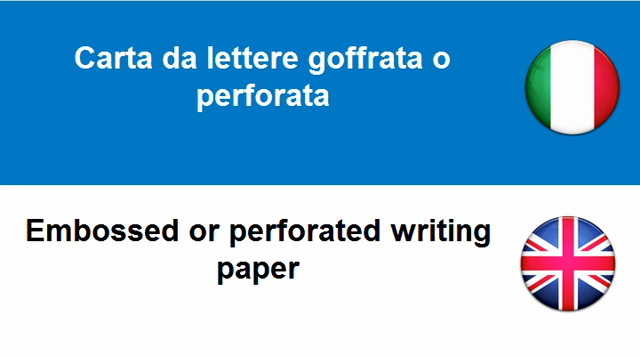 Carta da lettere goffrata o
perforata
Embossed or perforated writing
paper